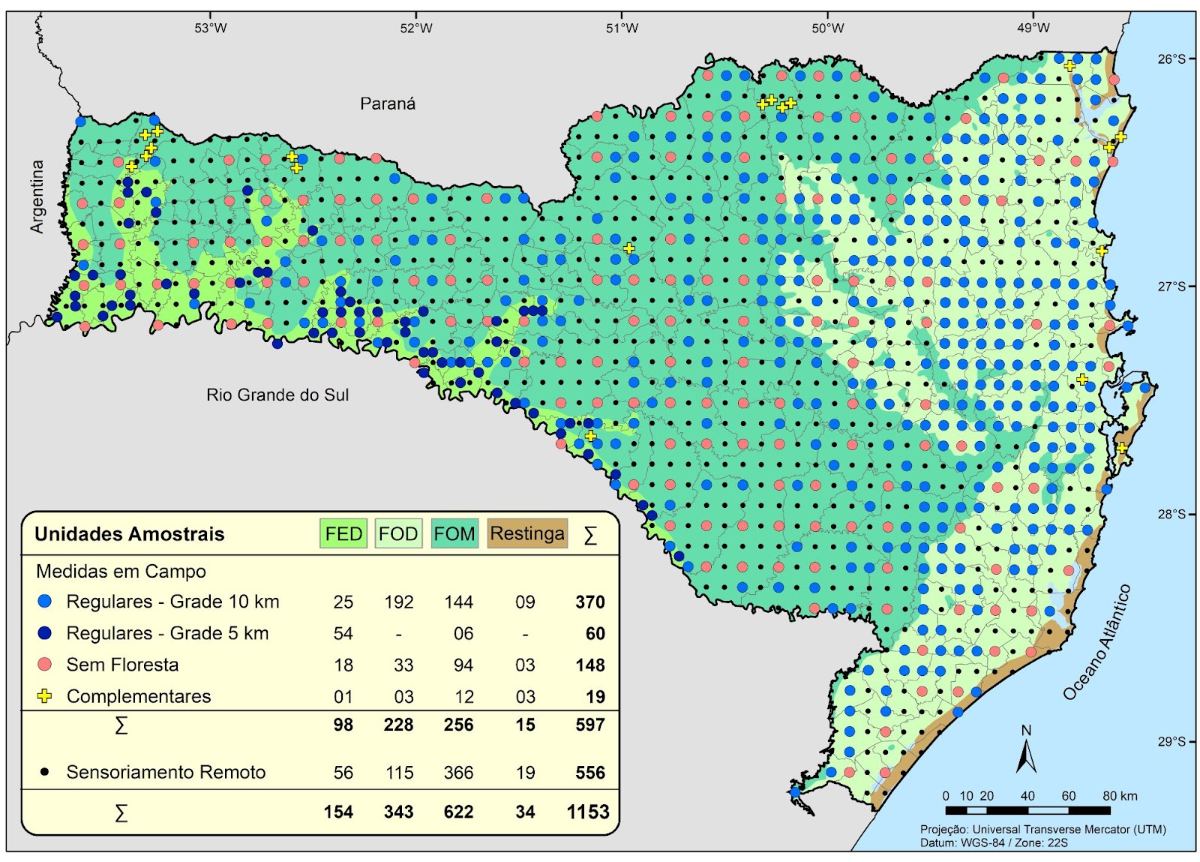 53°W 52°W 51°W 50°W 49°W
26°S
Paraná
Argentina
27°S
Rio Grande do Sul
28°S
Unidades Amostrais FED FOD FOM Restinga ∑
Medidas em Campo
Regulares - Grade 10 km 25 192 144 09 370
Regulares - Grade 5 km 54 - 06 - 60
Sem Floresta 18 33 94 03 148
Complementares 01 03 12 03 19
∑ 98 228 256 15 597
Sensoriamento Remoto 56 115 366 19 556
∑ 154 343 622 34 1153
Oceano Atlântico
29°S
N
0 10 20 40 60 80 km
Projeção: Universal Transverse Mercator (UTM)
Datum: WGS-84 / Zone: 22S